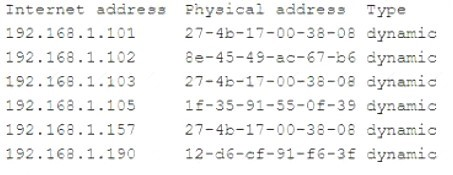 Internet address Physical address Type
192.168.1.101 27-4b-17-00-38-08 dynamic
192.168.1.102 8e-45-49-ac-67-b6 dynamic
192.168.1.103 27-4b-17-00-38-08 dynamic
192.168.1.105 1f-35-91-55-0f-39 dynamic
192.168.1.157 27-4b-17-00-38-08 dynamic
192.168.1.190 12-d6-cf-91-f6-3f dynamic